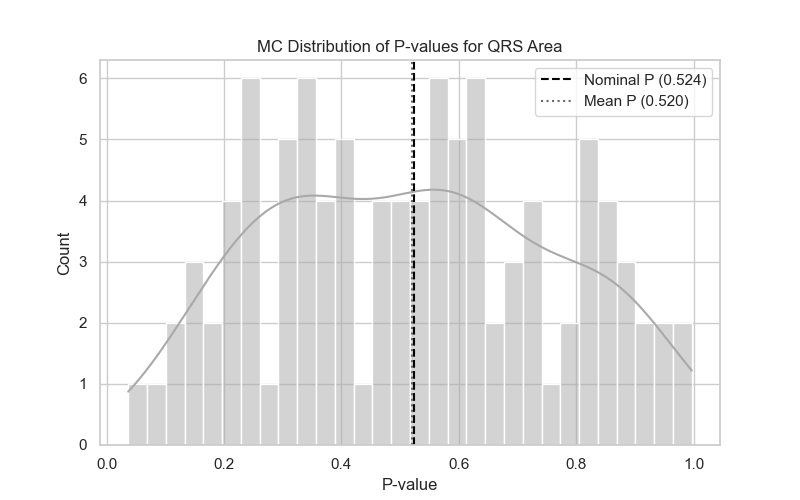 MC Distribution of P-values for QRS Area
Nominal P (0.524)
Mean P (0.520)
Count
6
5
4
3
2
1
0
0.0 0.2 0.4 0.6 0.8 1.0
P-value